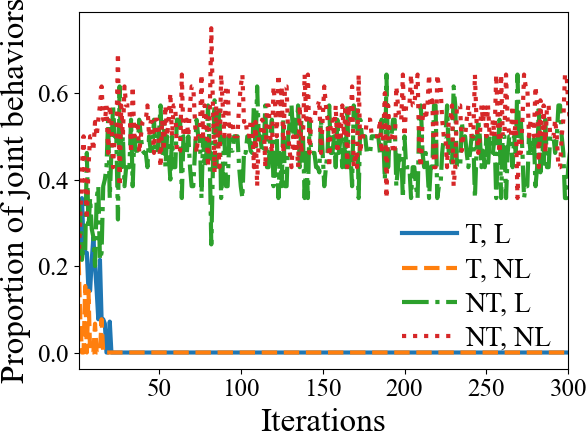 Proportion of joint behaviors
0.6
0.4
0.2
0.0
T, L
T, NL
NT, L
NT, NL
50 100 150 200 250 300
Iterations